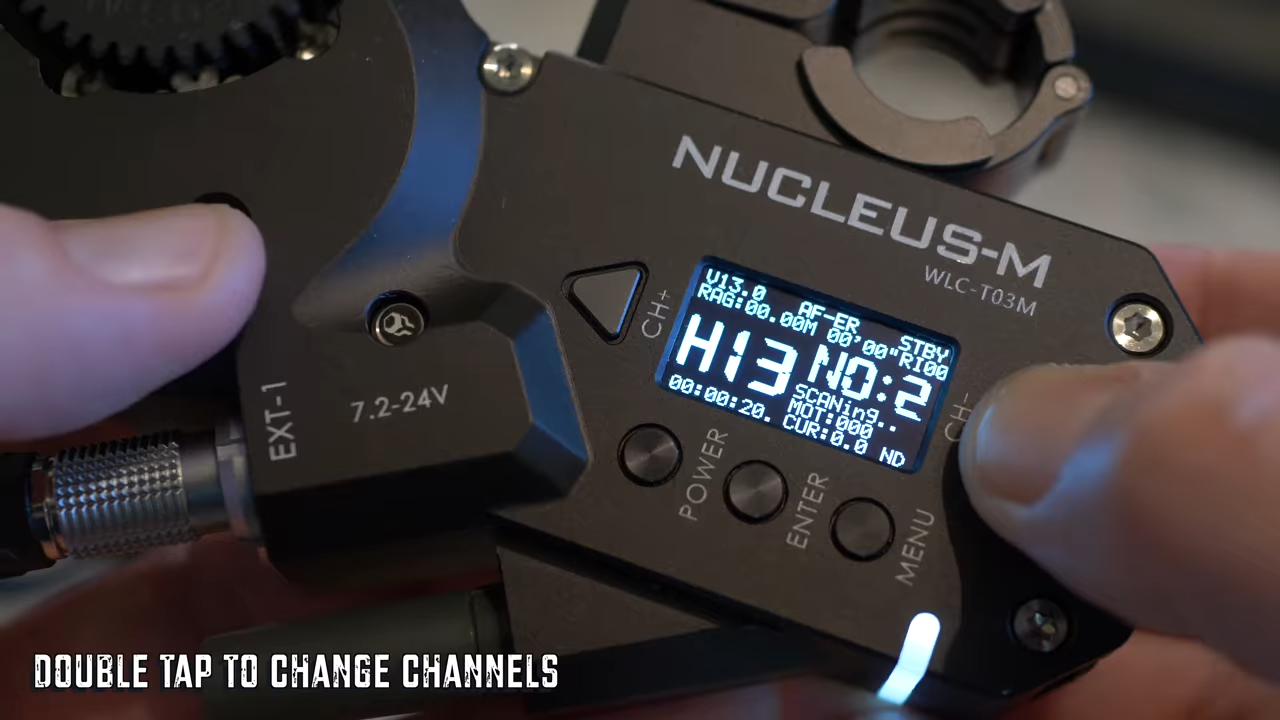 NUCLEUS-M
WLC-T03M
CH+
V13.0 AF-ER STBY
RAG:00.00M 00'00"RI00
H13 NO:2
SCANing..
00:00:20. MOT:000
CUR:0.0 ND
CH-
POWER
ENTER
MENU
7.2-24V
EXT-1
DOUBLE TAP TO CHANGE CHANNELS